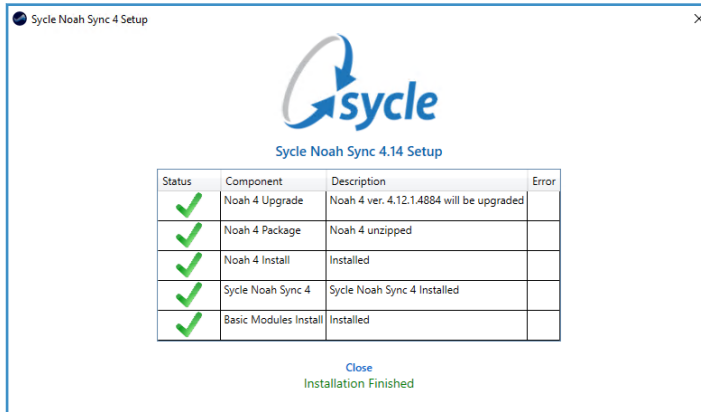 Sycle Noah Sync 4 Setup
sycle
Sycle Noah Sync 4.14 Setup
Status Component Description Error
Noah 4 Upgrade Noah 4 ver. 4.12.1.4884 will be upgraded
Noah 4 Package Noah 4 unzipped
Noah 4 Install Installed
Sycle Noah Sync 4 Sycle Noah Sync 4 Installed
Basic Modules Install Installed
Close
Installation Finished